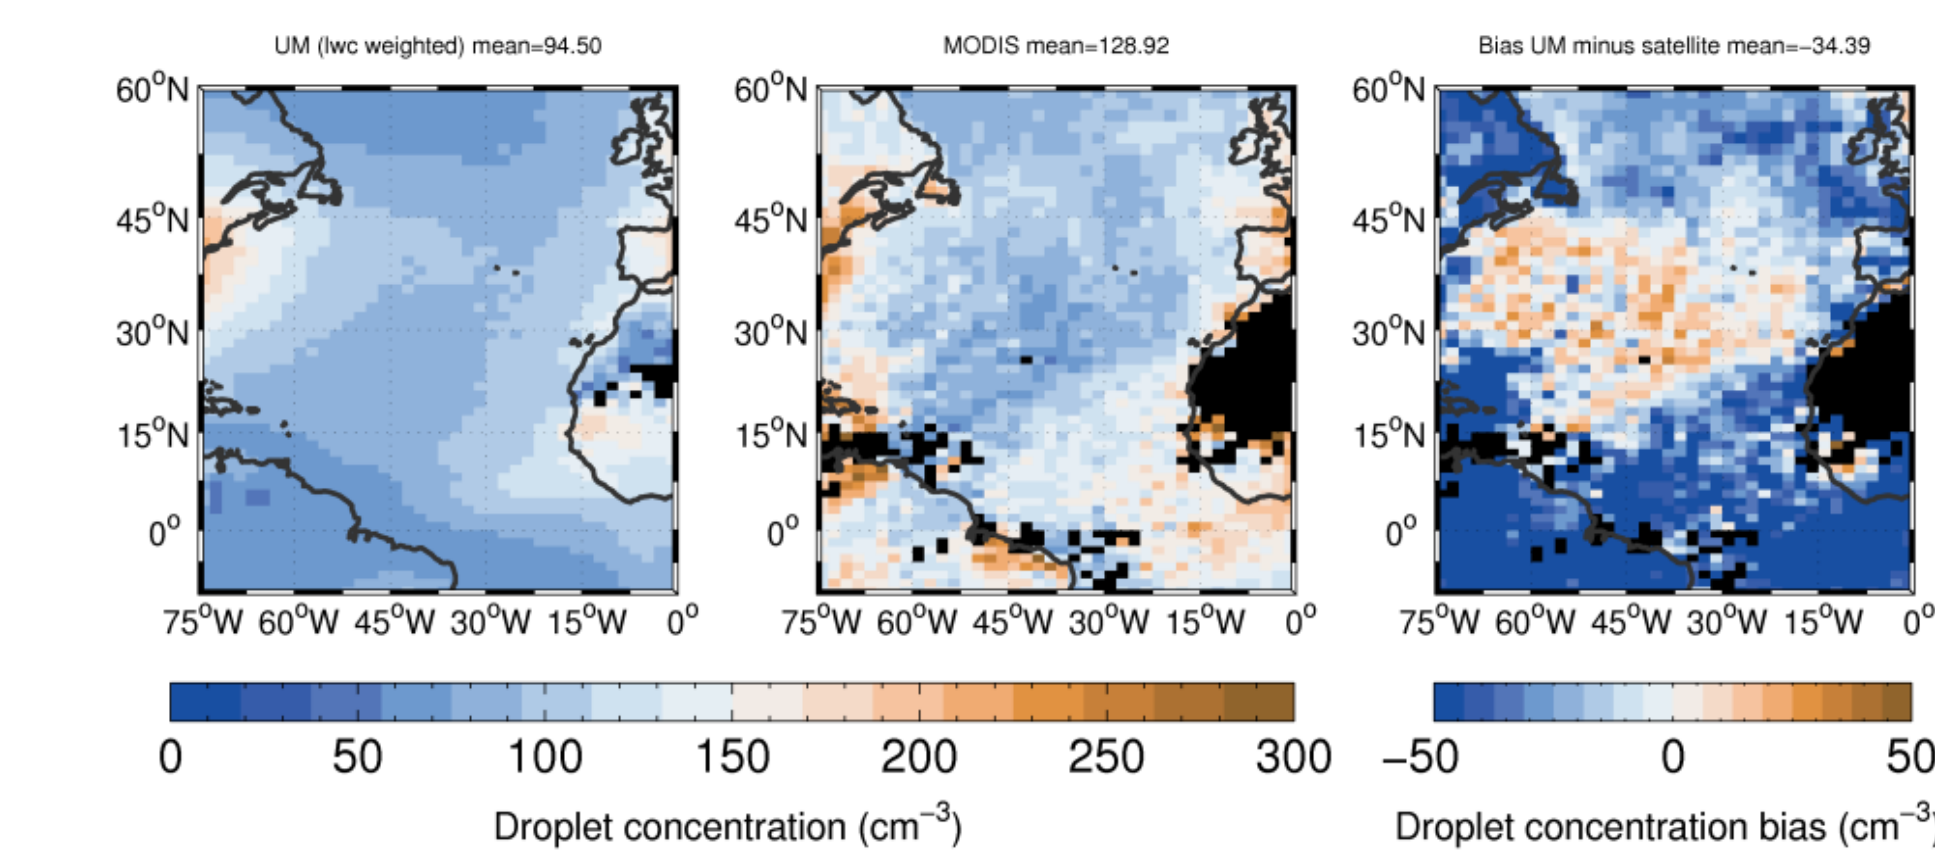 UM (lwc weighted) mean=94.50
MODIS mean=128.92
Bias UM minus satellite mean=−34.39
60°N
45°N
30°N
15°N
0°
75°W 60°W 45°W 30°W 15°W 0°
60°N
45°N
30°N
15°N
0°
75°W 60°W 45°W 30°W 15°W 0°
60°N
45°N
30°N
15°N
0°
75°W 60°W 45°W 30°W 15°W 0°
0 50 100 150 200 250 300
Droplet concentration (cm⁻³)
−50 0 50
Droplet concentration bias (cm⁻³)